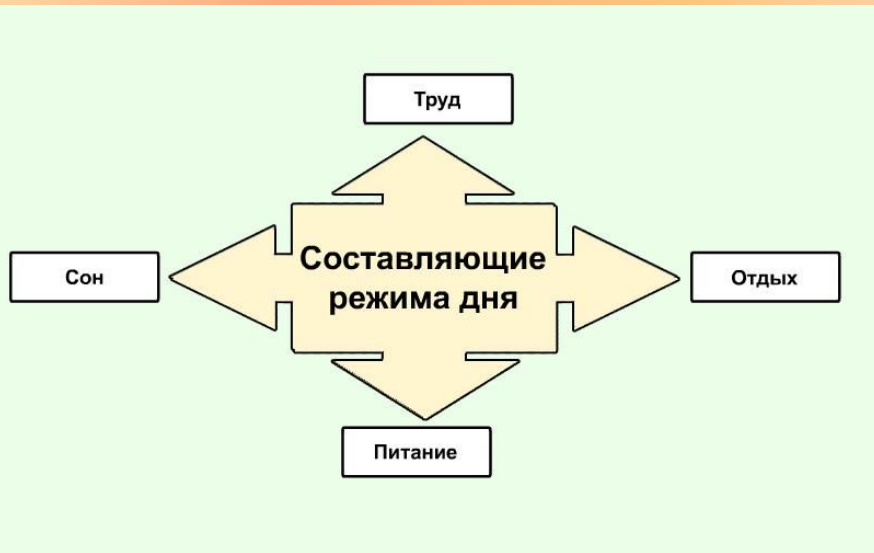 Труд
Сон
Составляющие
режима дня
Отдых
Питание